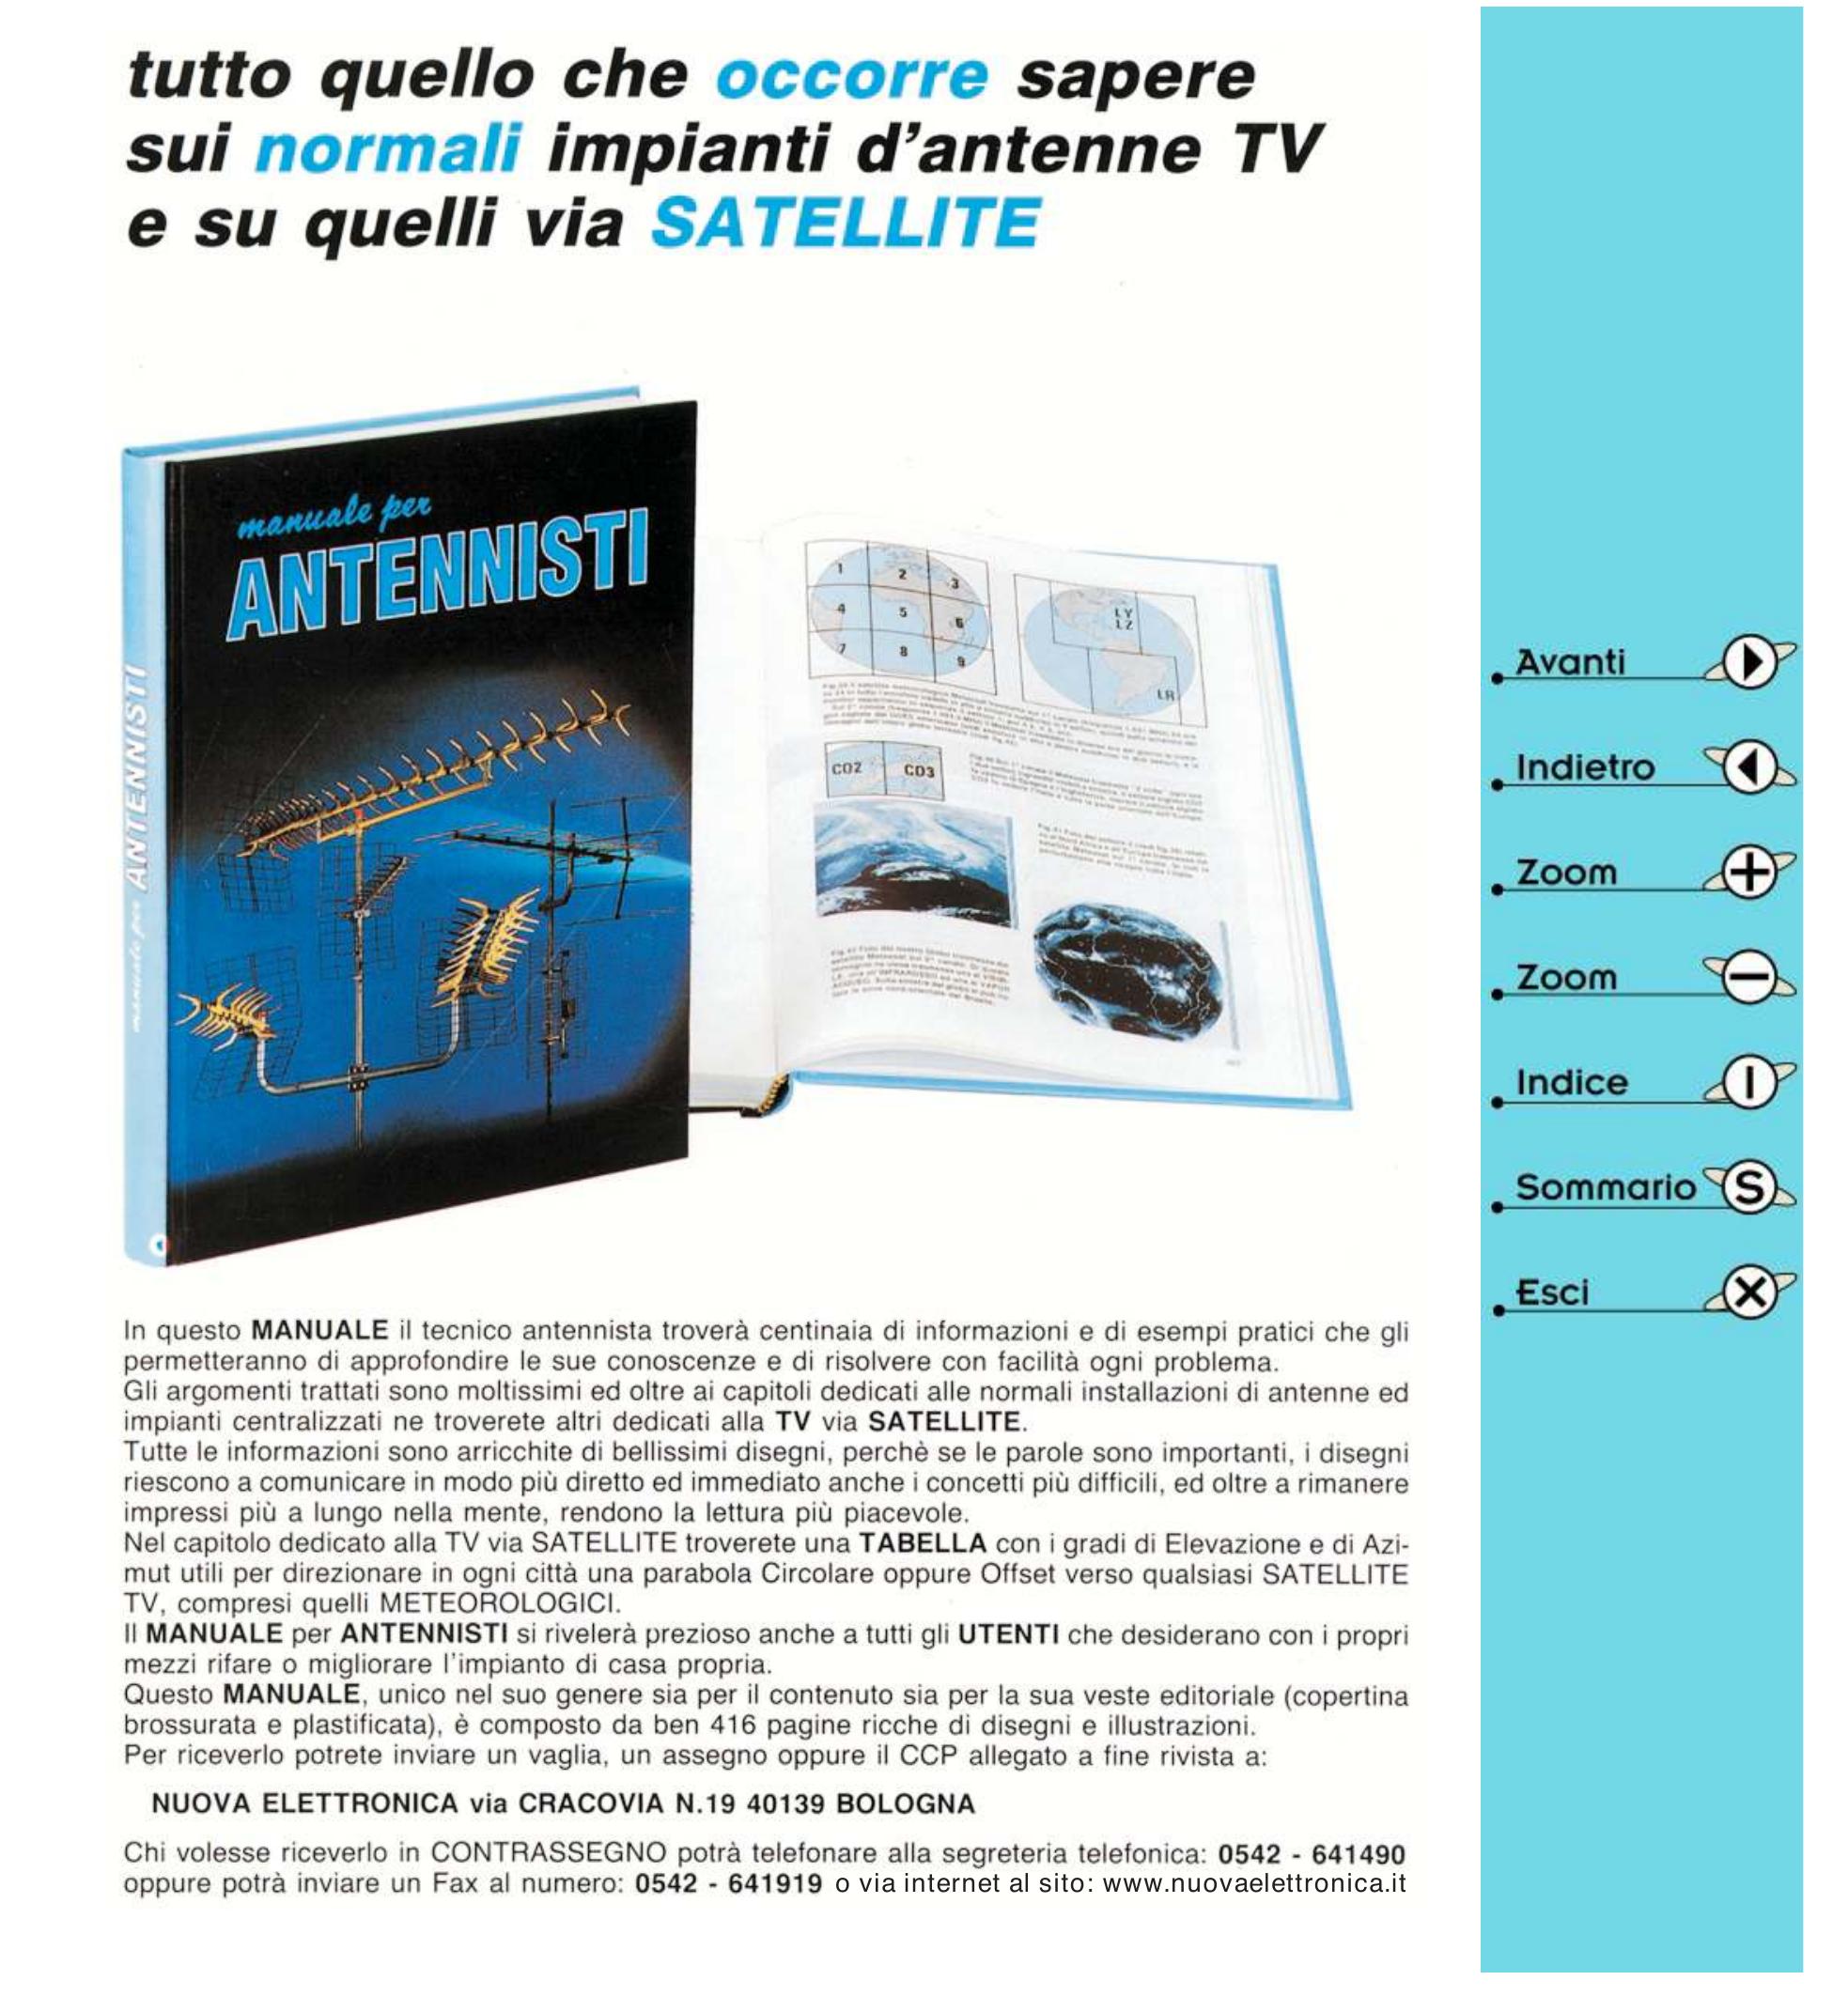 tutto quello che occorre sapere
sui normali impianti d'antenne TV
e su quelli via SATELLITE
manuale per
ANTENNISTI
manuale per ANTENNISTI
1
2
3
4
5
6
7
8
9
LY
LZ
LR
CO2
CO3
In questo MANUALE il tecnico antennista troverà centinaia di informazioni e di esempi pratici che gli
permetteranno di approfondire le sue conoscenze e di risolvere con facilità ogni problema.
Gli argomenti trattati sono moltissimi ed oltre ai capitoli dedicati alle normali installazioni di antenne ed
impianti centralizzati ne troverete altri dedicati alla TV via SATELLITE.
Tutte le informazioni sono arricchite di bellissimi disegni, perchè se le parole sono importanti, i disegni
riescono a comunicare in modo più diretto ed immediato anche i concetti più difficili, ed oltre a rimanere
impressi più a lungo nella mente, rendono la lettura più piacevole.
Nel capitolo dedicato alla TV via SATELLITE troverete una TABELLA con i gradi di Elevazione e di Azi-
mut utili per direzionare in ogni città una parabola Circolare oppure Offset verso qualsiasi SATELLITE
TV, compresi quelli METEOROLOGICI.
Il MANUALE per ANTENNISTI si rivelerà prezioso anche a tutti gli UTENTI che desiderano con i propri
mezzi rifare o migliorare l'impianto di casa propria.
Questo MANUALE, unico nel suo genere sia per il contenuto sia per la sua veste editoriale (copertina
brossurata e plastificata), è composto da ben 416 pagine ricche di disegni e illustrazioni.
Per riceverlo potrete inviare un vaglia, un assegno oppure il CCP allegato a fine rivista a:
NUOVA ELETTRONICA via CRACOVIA N.19 40139 BOLOGNA
Chi volesse riceverlo in CONTRASSEGNO potrà telefonare alla segreteria telefonica: 0542 - 641490
oppure potrà inviare un Fax al numero: 0542 - 641919 o via internet al sito: www.nuovaelettronica.it
Avanti
Indietro
Zoom
Zoom
Indice I
Sommario S
Esci